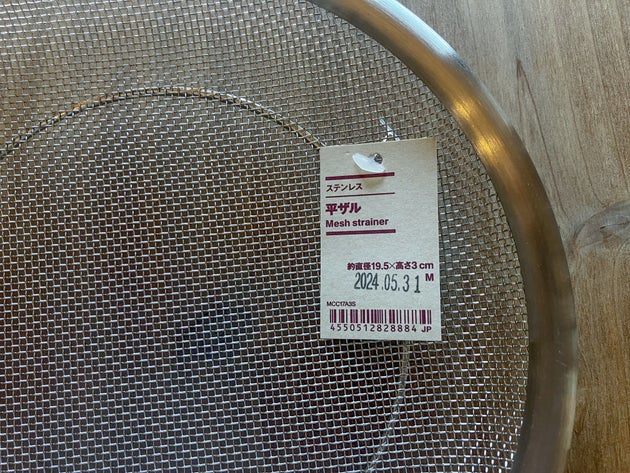 ステンレス
平ザル
Mesh strainer
約直径19.5×高さ3cm
2024.05.31 M
MCC17A3S
4550512828884 JP